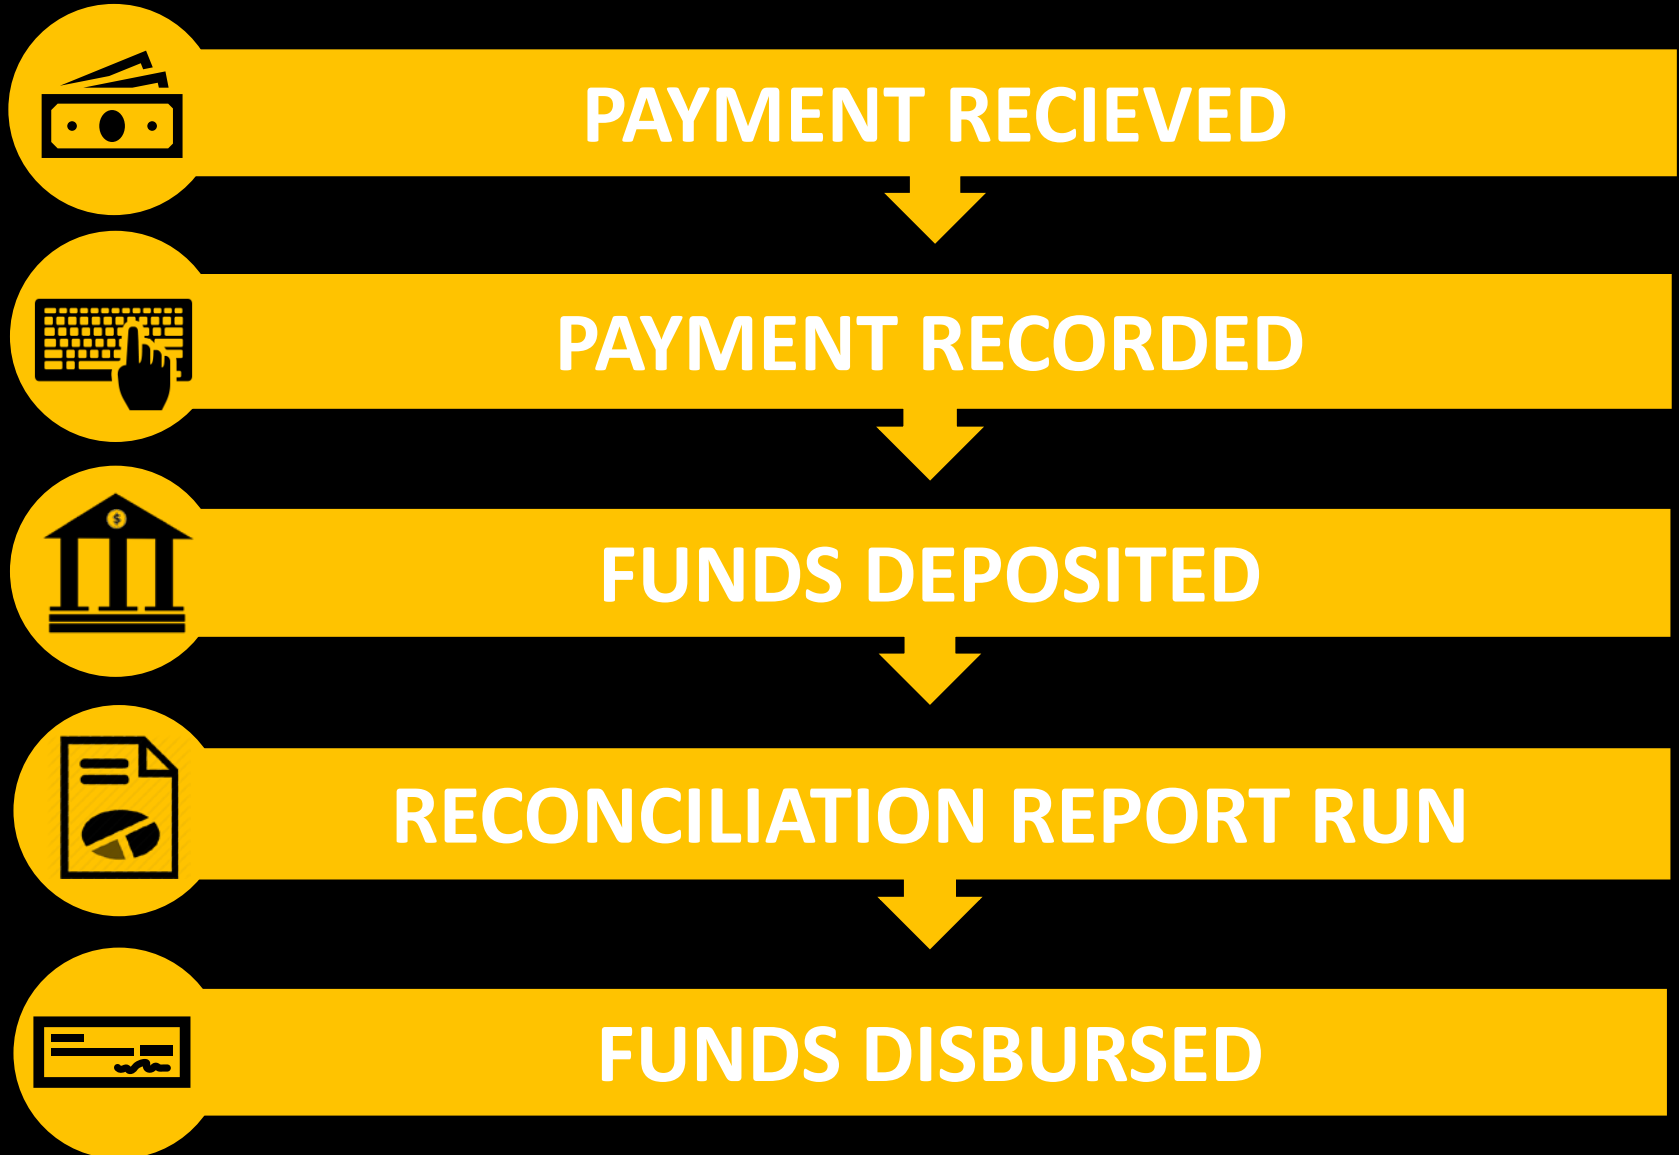 PAYMENT RECIEVED
PAYMENT RECORDED
$
FUNDS DEPOSITED
RECONCILIATION REPORT RUN
FUNDS DISBURSED